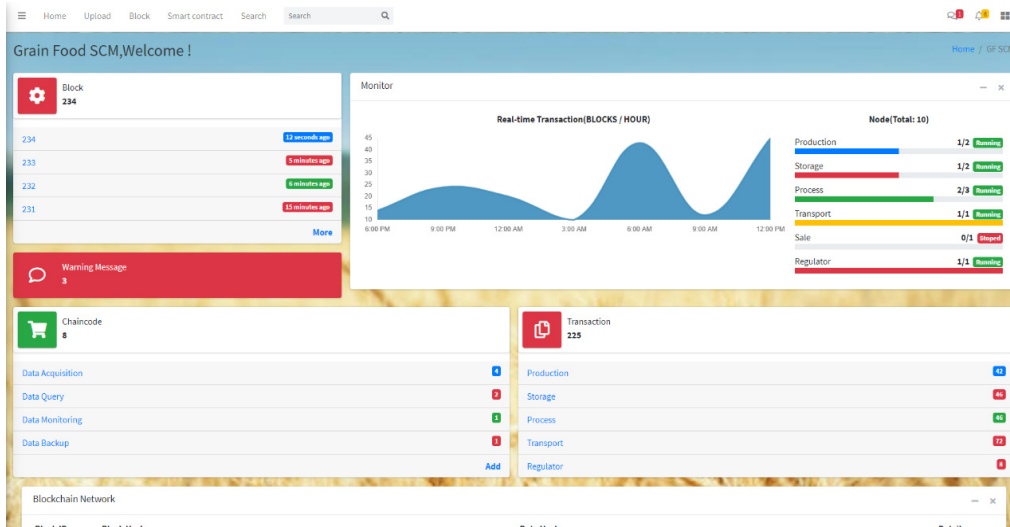 Home Upload Block Smart contract Search Search
1 6
Grain Food SCM,Welcome !
Home / GF SC
Block
234
234 12 seconds ago
233 5 minutes ago
232 6 minutes ago
231 15 minutes ago
More
Warning Message
3
Monitor
Real-time Transaction(BLOCKS / HOUR)
45
40
35
30
25
20
15
10
6:00 PM 9:00 PM 12:00 AM 3:00 AM 6:00 AM 9:00 AM 12:00 PM
Node(Total: 10)
Production 1/2 Running
Storage 1/2 Running
Process 2/3 Running
Transport 1/1 Running
Sale 0/1 Stoped
Regulator 1/1 Running
Chaincode
8
Data Acquisition 4
Data Query 2
Data Monitoring 1
Data Backup 1
Add
Transaction
225
Production 42
Storage 46
Process 46
Transport 72
Regulator 8
Blockchain Network